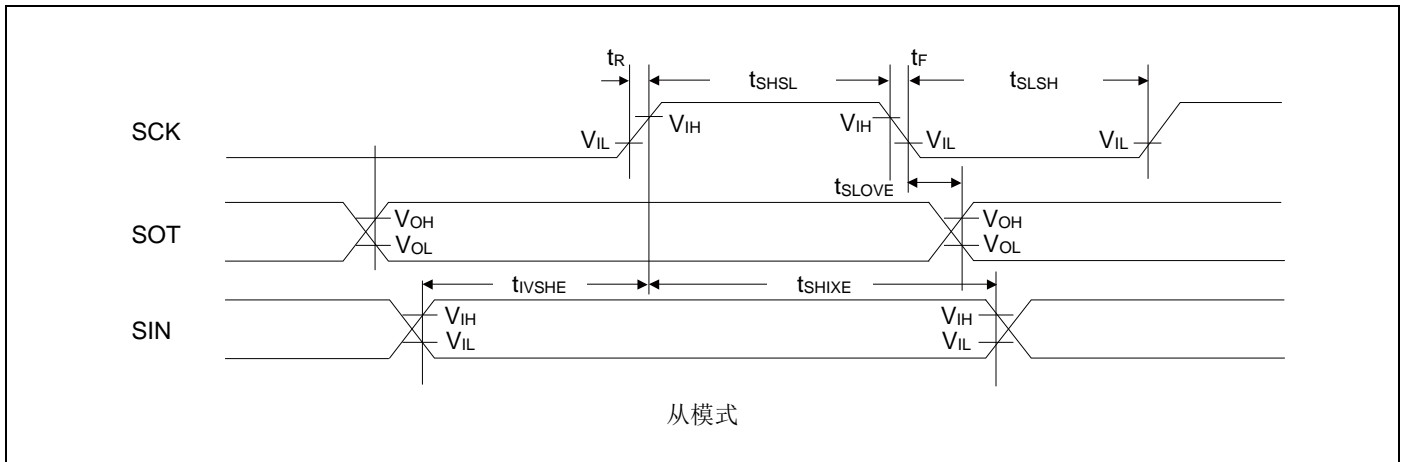 tR tF
tSHSL tSLSH
SCK VIL VIH VIH VIL VIL
tSLOVE
SOT VOH VOL VOH VOL
tIVSHE tSHIXE
SIN VIH VIL VIH VIL
从模式